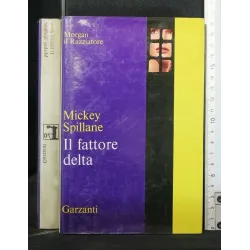 Morgan
il Razziatore
Mickey
Spillane
Il fattore
delta
Garzanti